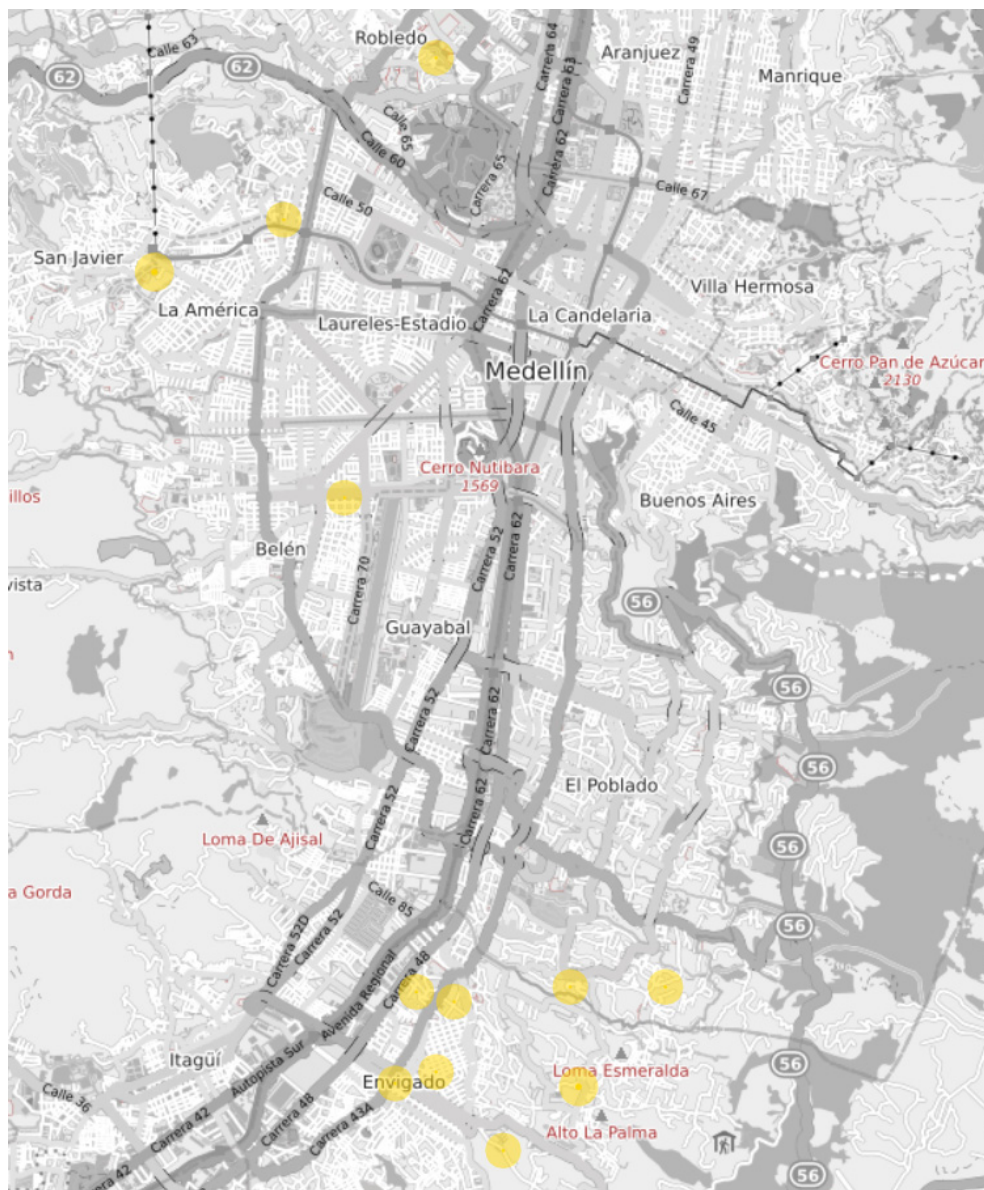 Robledo
Calle 63
Carrera 64
Aranjuez
Carrera 49
Manrique
62
62
Carrera 63
Calle 65
Calle 60
Carrera 62
Carrera 65
Calle 67
Calle 50
San Javier
La América
Laureles-Estadio
Carrera 62
La Candelaria
Villa Hermosa
Medellín
Cerro Pan de Azúcar
2130
Calle 45
Cerro Nutibara
1569
illos
Buenos Aires
Belén
vista
Carrera 70
Carrera 52
Carrera 62
56
Guayabal
56
Carrera 52
Carrera 62
56
El Poblado
Carrera 52
Carrera 62
Loma De Ajisal
56
a Gorda
Calle 85
Carrera 52D
Carrera 52
56
Avenida Regional
Carrera 48
Itagüí
Autopista Sur
Envigado
Loma Esmeralda
56
Calle 36
Carrera 42
Carrera 48
Carrera 43A
Alto La Palma
Carrera 42
56